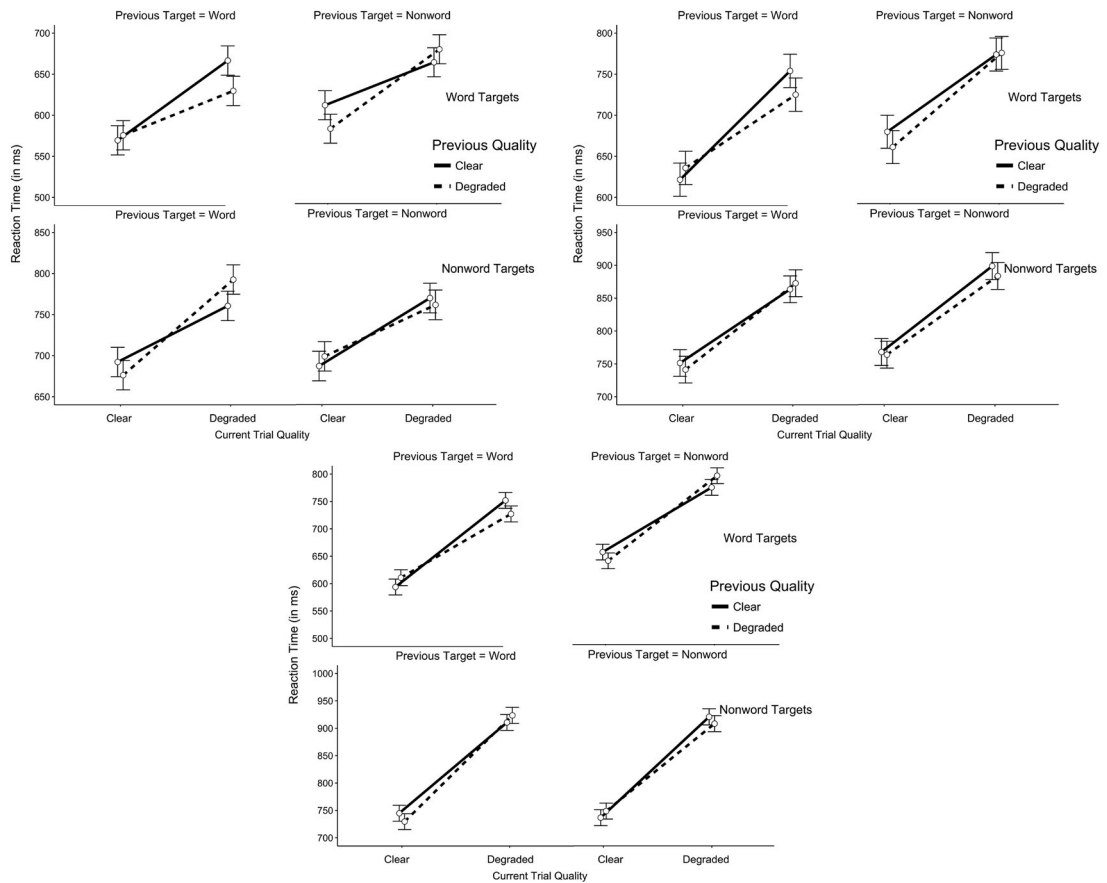 Previous Target = Word Previous Target = Nonword
700
650
600
550
500
Word Targets
Previous Quality
Clear
Degraded
Reaction Time (in ms)
Previous Target = Word Previous Target = Nonword
850
800
750
700
650
Nonword Targets
Clear Degraded Clear Degraded
Current Trial Quality
Previous Target = Word Previous Target = Nonword
800
750
700
650
600
Word Targets
Previous Quality
Clear
Degraded
Reaction Time (in ms)
Previous Target = Word Previous Target = Nonword
950
900
850
800
750
700
Nonword Targets
Clear Degraded Clear Degraded
Current Trial Quality
Previous Target = Word Previous Target = Nonword
800
750
700
650
600
550
500
Word Targets
Previous Quality
Clear
Degraded
Reaction Time (in ms)
Previous Target = Word Previous Target = Nonword
1000
950
900
850
800
750
700
Nonword Targets
Clear Degraded Clear Degraded
Current Trial Quality